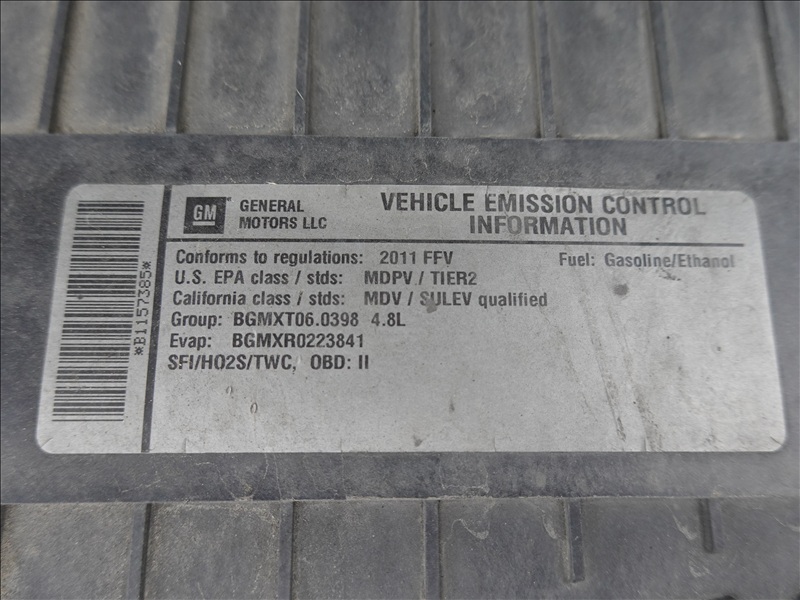 GM GENERAL MOTORS LLC
VEHICLE EMISSION CONTROL
INFORMATION
Conforms to regulations: 2011 FFV Fuel: Gasoline/Ethanol
U.S. EPA class / stds: MDPV / TIER2
California class / stds: MDV / SULEV qualified
Group: BGMXT06.0398 4.8L
Evap: BGMXR0223841
SFI/HO2S/TWC, OBD: II
*B1157385*